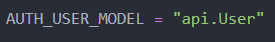 AUTH_USER_MODEL = "api.User"